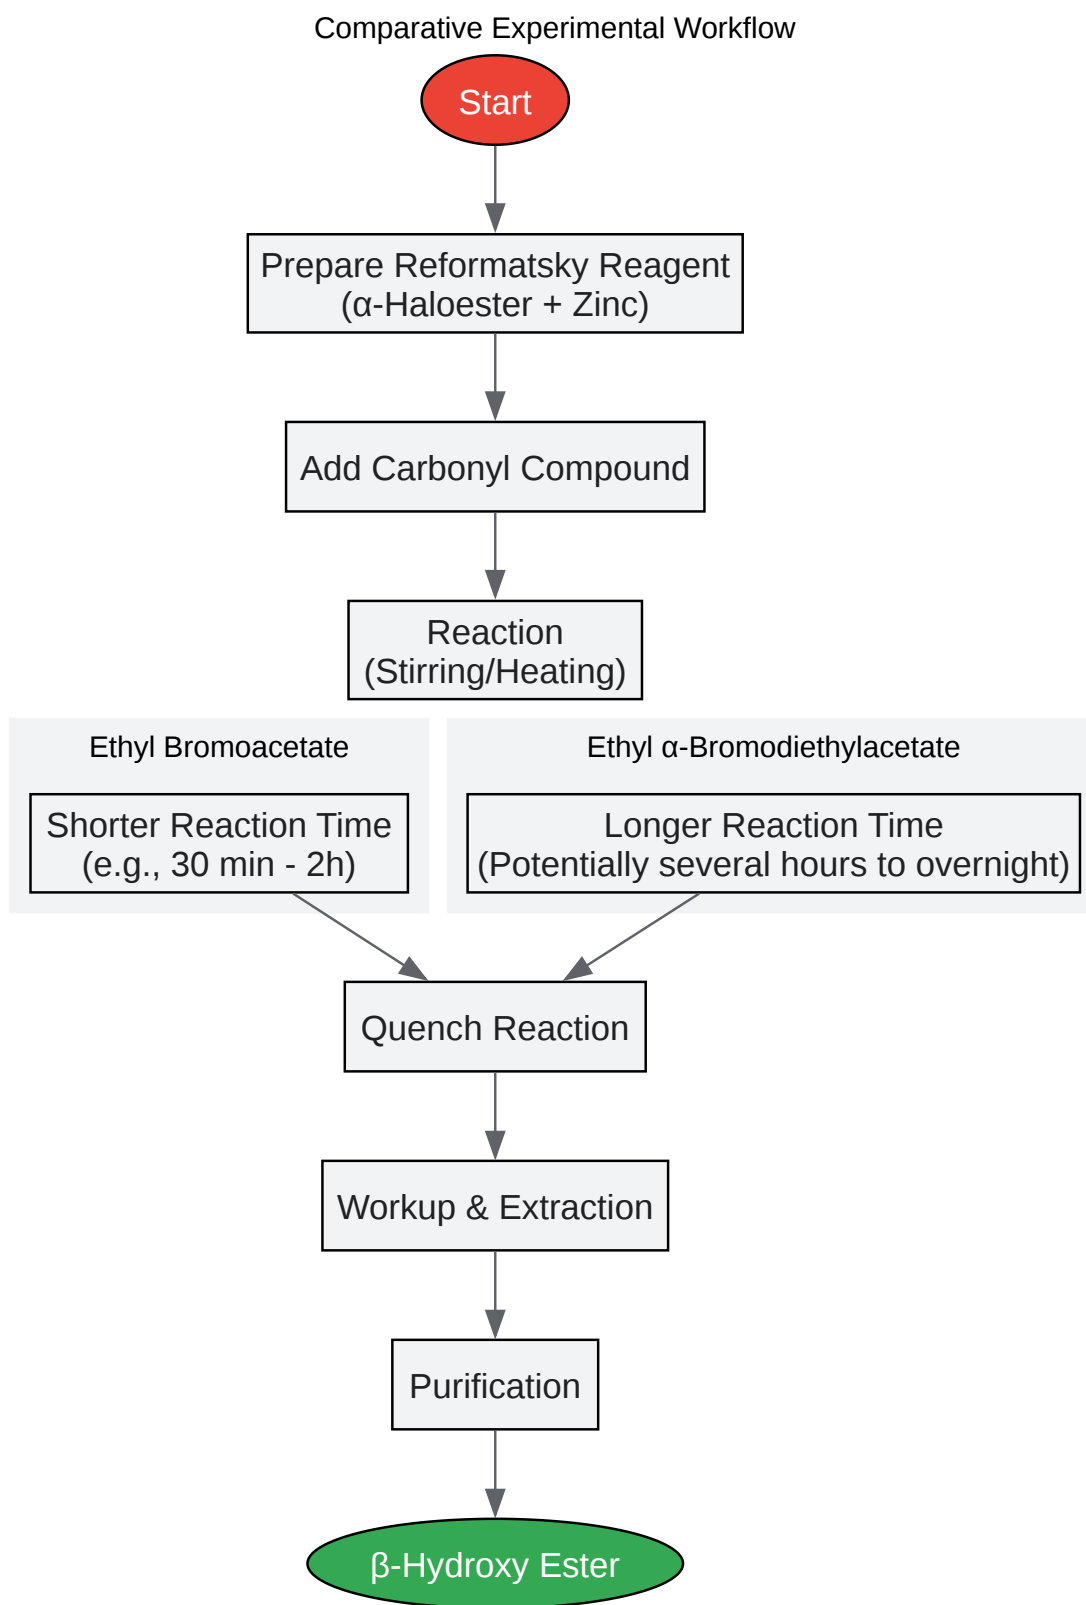 Comparative Experimental Workflow
Start
Prepare Reformatsky Reagent
(α-Haloester + Zinc)
Add Carbonyl Compound
Reaction
(Stirring/Heating)
Ethyl Bromoacetate
Shorter Reaction Time
(e.g., 30 min - 2h)
Ethyl α-Bromodiethylacetate
Longer Reaction Time
(Potentially several hours to overnight)
Quench Reaction
Workup & Extraction
Purification
β-Hydroxy Ester